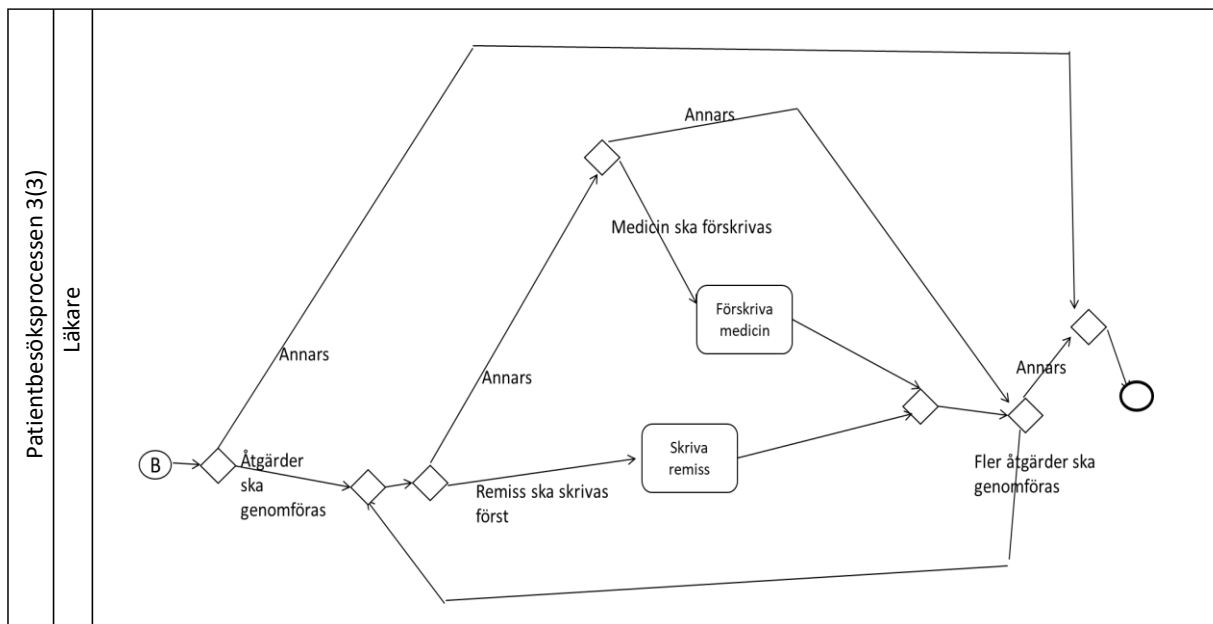 Patientbesöksprocessen 3(3)
Läkare
Annars
Medicin ska förskrivas
Förskriva
medicin
Annars
Annars
Annars
B
Åtgärder
ska
genomföras
Remiss ska skrivas
först
Skriva
remiss
Fler åtgärder ska
genomföras